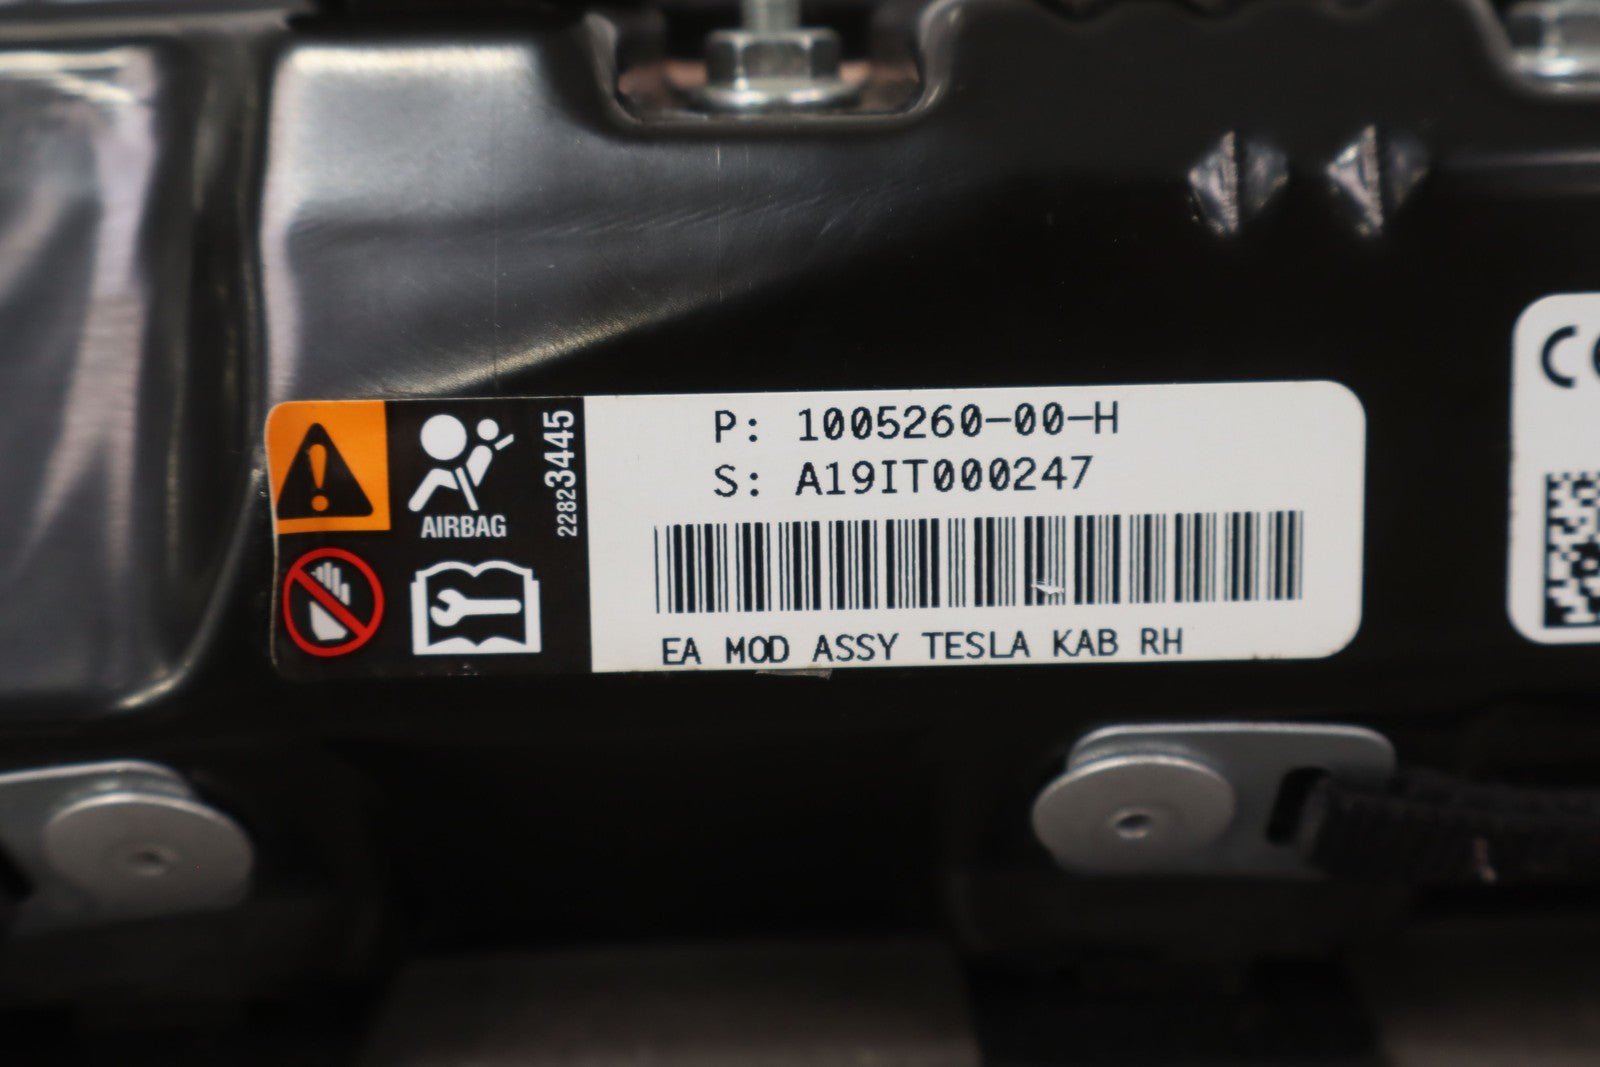 P: 1005260-00-H
S: A19IT000247
EA MOD ASSY TESLA KAB RH
AIRBAG
22823445